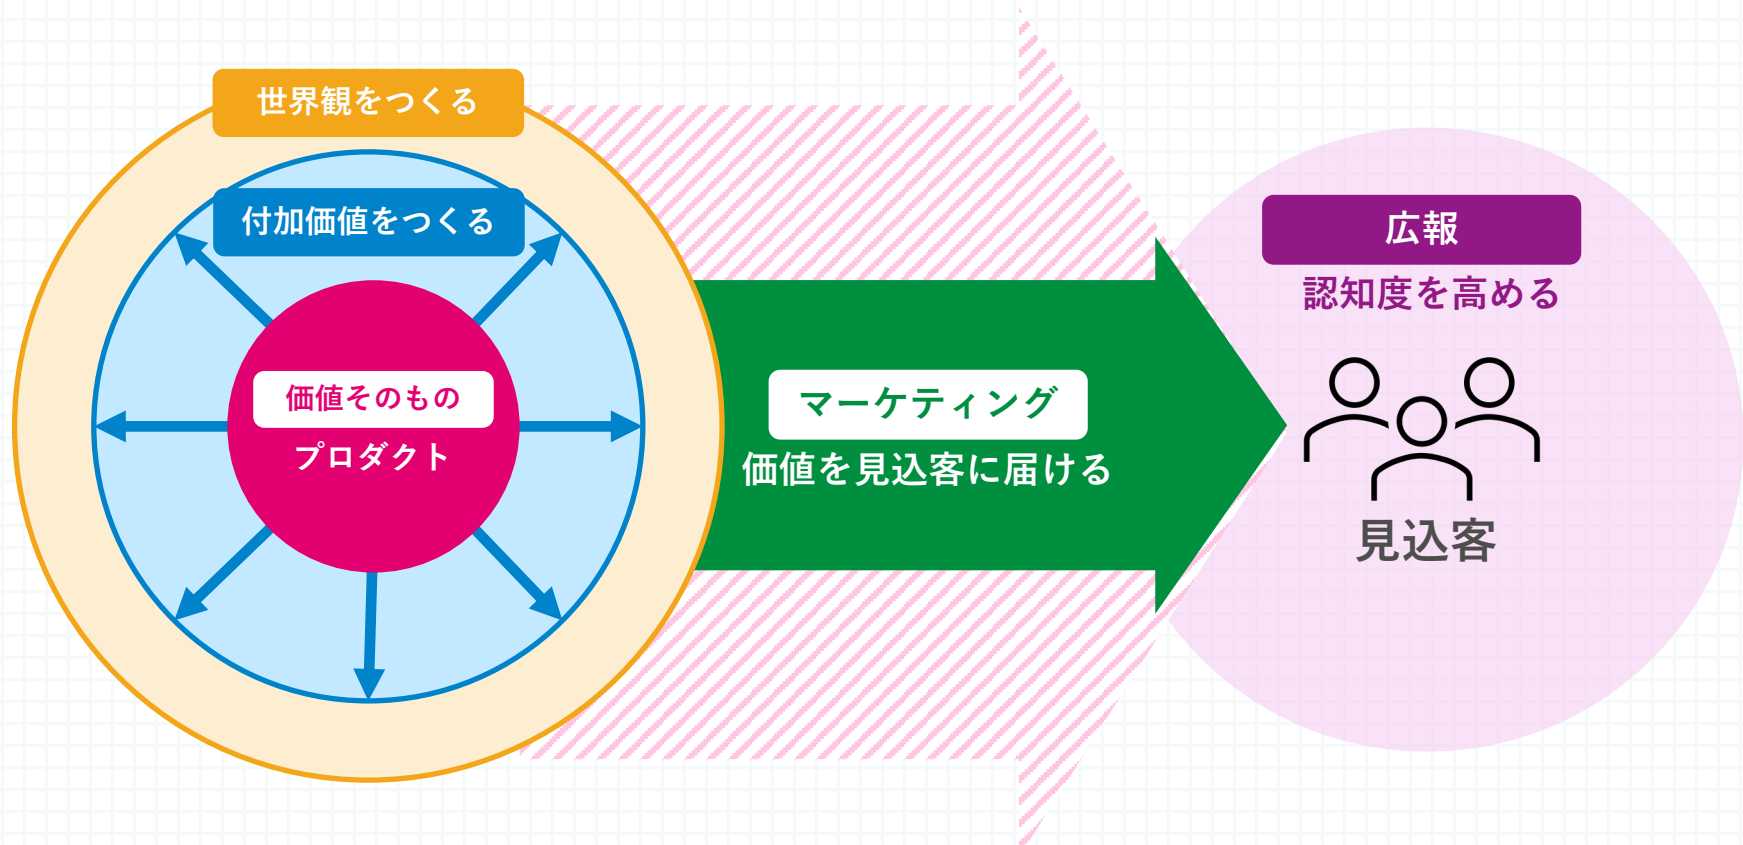 世界観をつくる
付加価値をつくる
価値そのもの
プロダクト
マーケティング
価値を見込客に届ける
広報
認知度を高める
見込客